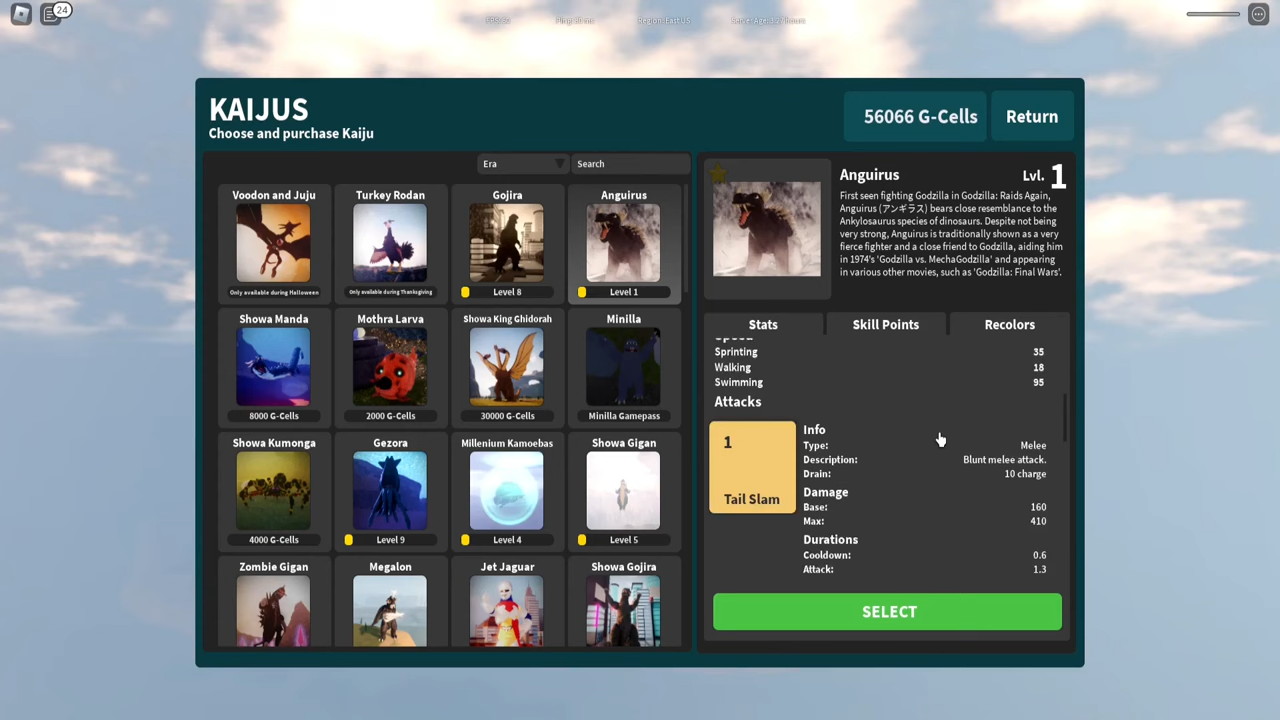 24
KAIJUS
Choose and purchase Kaiju
56066 G-Cells
Return
Era
Search
Voodon and Juju
Only available during Halloween
Turkey Rodan
Only available during Thanksgiving
Gojira
Level 8
Anguirus
Level 1
Showa Manda
8000 G-Cells
Mothra Larva
2000 G-Cells
Showa King Ghidorah
30000 G-Cells
Minilla
Minilla Gamepass
Showa Kumonga
4000 G-Cells
Gezora
Level 9
Millenium Kamoebas
Level 4
Showa Gigan
Level 5
Zombie Gigan
Megalon
Jet Jaguar
Showa Gojira
Anguirus
Lvl. 1
First seen fighting Godzilla in Godzilla: Raids Again,
Anguirus (アンギラス) bears close resemblance to the
Ankylosaurus species of dinosaurs. Despite not being
very strong, Anguirus is traditionally shown as a very
fierce fighter and a close friend to Godzilla, aiding him
in 1974's 'Godzilla vs. MechaGodzilla' and appearing
in various other movies, such as 'Godzilla: Final Wars'.
Stats
Skill Points
Recolors
Speed
Sprinting 35
Walking 18
Swimming 95
Attacks
1
Tail Slam
Info
Type: Melee
Description: Blunt melee attack.
Drain: 10 charge
Damage
Base: 160
Max: 410
Durations
Cooldown: 0.6
Attack: 1.3
SELECT